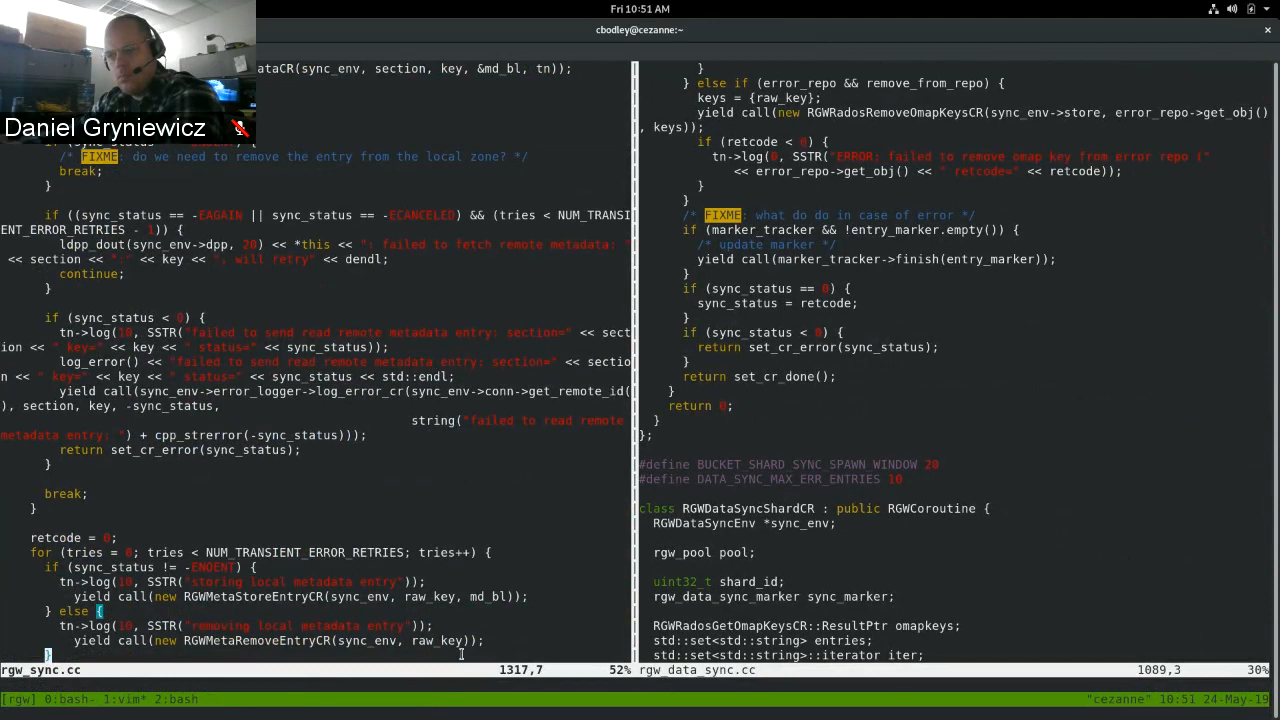 Fri 10:51 AM
cbodley@cezanne:~
×
Daniel Gryniewicz
ataCR(sync_env, section, key, &md_bl, tn));
/* FIXME: do we need to remove the entry from the local zone? */
break;
}
if ((sync_status == -EAGAIN || sync_status == -ECANCELED) && (tries < NUM_TRANSI
ENT_ERROR_RETRIES - 1)) {
ldpp_dout(sync_env->dpp, 20) << *this << ": failed to fetch remote metadata: "
<< section << ":" << key << ", will retry" << dendl;
continue;
}
if (sync_status < 0) {
tn->log(10, SSTR("failed to send read remote metadata entry: section=" << sect
ion << " key=" << key << " status=" << sync_status));
log_error() << "failed to send read remote metadata entry: section=" << sectio
n << " key=" << key << " status=" << sync_status << std::endl;
yield call(sync_env->error_logger->log_error_cr(sync_env->conn->get_remote_id(
), section, key, -sync_status,
string("failed to read remote
metadata entry: ") + cpp_strerror(-sync_status)));
return set_cr_error(sync_status);
}
break;
}
retcode = 0;
for (tries = 0; tries < NUM_TRANSIENT_ERROR_RETRIES; tries++) {
if (sync_status != -ENOENT) {
tn->log(10, SSTR("storing local metadata entry"));
yield call(new RGWMetaStoreEntryCR(sync_env, raw_key, md_bl));
} else {
tn->log(10, SSTR("removing local metadata entry"));
yield call(new RGWMetaRemoveEntryCR(sync_env, raw_key));
}
rgw_sync.cc 1317,7 52%
}
} else if (error_repo && remove_from_repo) {
keys = {raw_key};
yield call(new RGWRadosRemoveOmapKeysCR(sync_env->store, error_repo->get_obj()
, keys));
if (retcode < 0) {
tn->log(0, SSTR("ERROR: failed to remove omap key from error repo ("
<< error_repo->get_obj() << " retcode=" << retcode));
}
}
/* FIXME: what do do in case of error */
if (marker_tracker && !entry_marker.empty()) {
/* update marker */
yield call(marker_tracker->finish(entry_marker));
}
if (sync_status == 0) {
sync_status = retcode;
}
if (sync_status < 0) {
return set_cr_error(sync_status);
}
return set_cr_done();
}
return 0;
}
};
#define BUCKET_SHARD_SYNC_SPAWN_WINDOW 20
#define DATA_SYNC_MAX_ERR_ENTRIES 10
class RGWDataSyncShardCR : public RGWCoroutine {
RGWDataSyncEnv *sync_env;
rgw_pool pool;
uint32_t shard_id;
rgw_data_sync_marker sync_marker;
RGWRadosGetOmapKeysCR::ResultPtr omapkeys;
std::set<std::string> entries;
std::set<std::string>::iterator iter;
rgw_data_sync.cc 1089,3 30%
[rgw] 0:bash- 1:vim* 2:bash "cezanne" 10:51 24-May-19